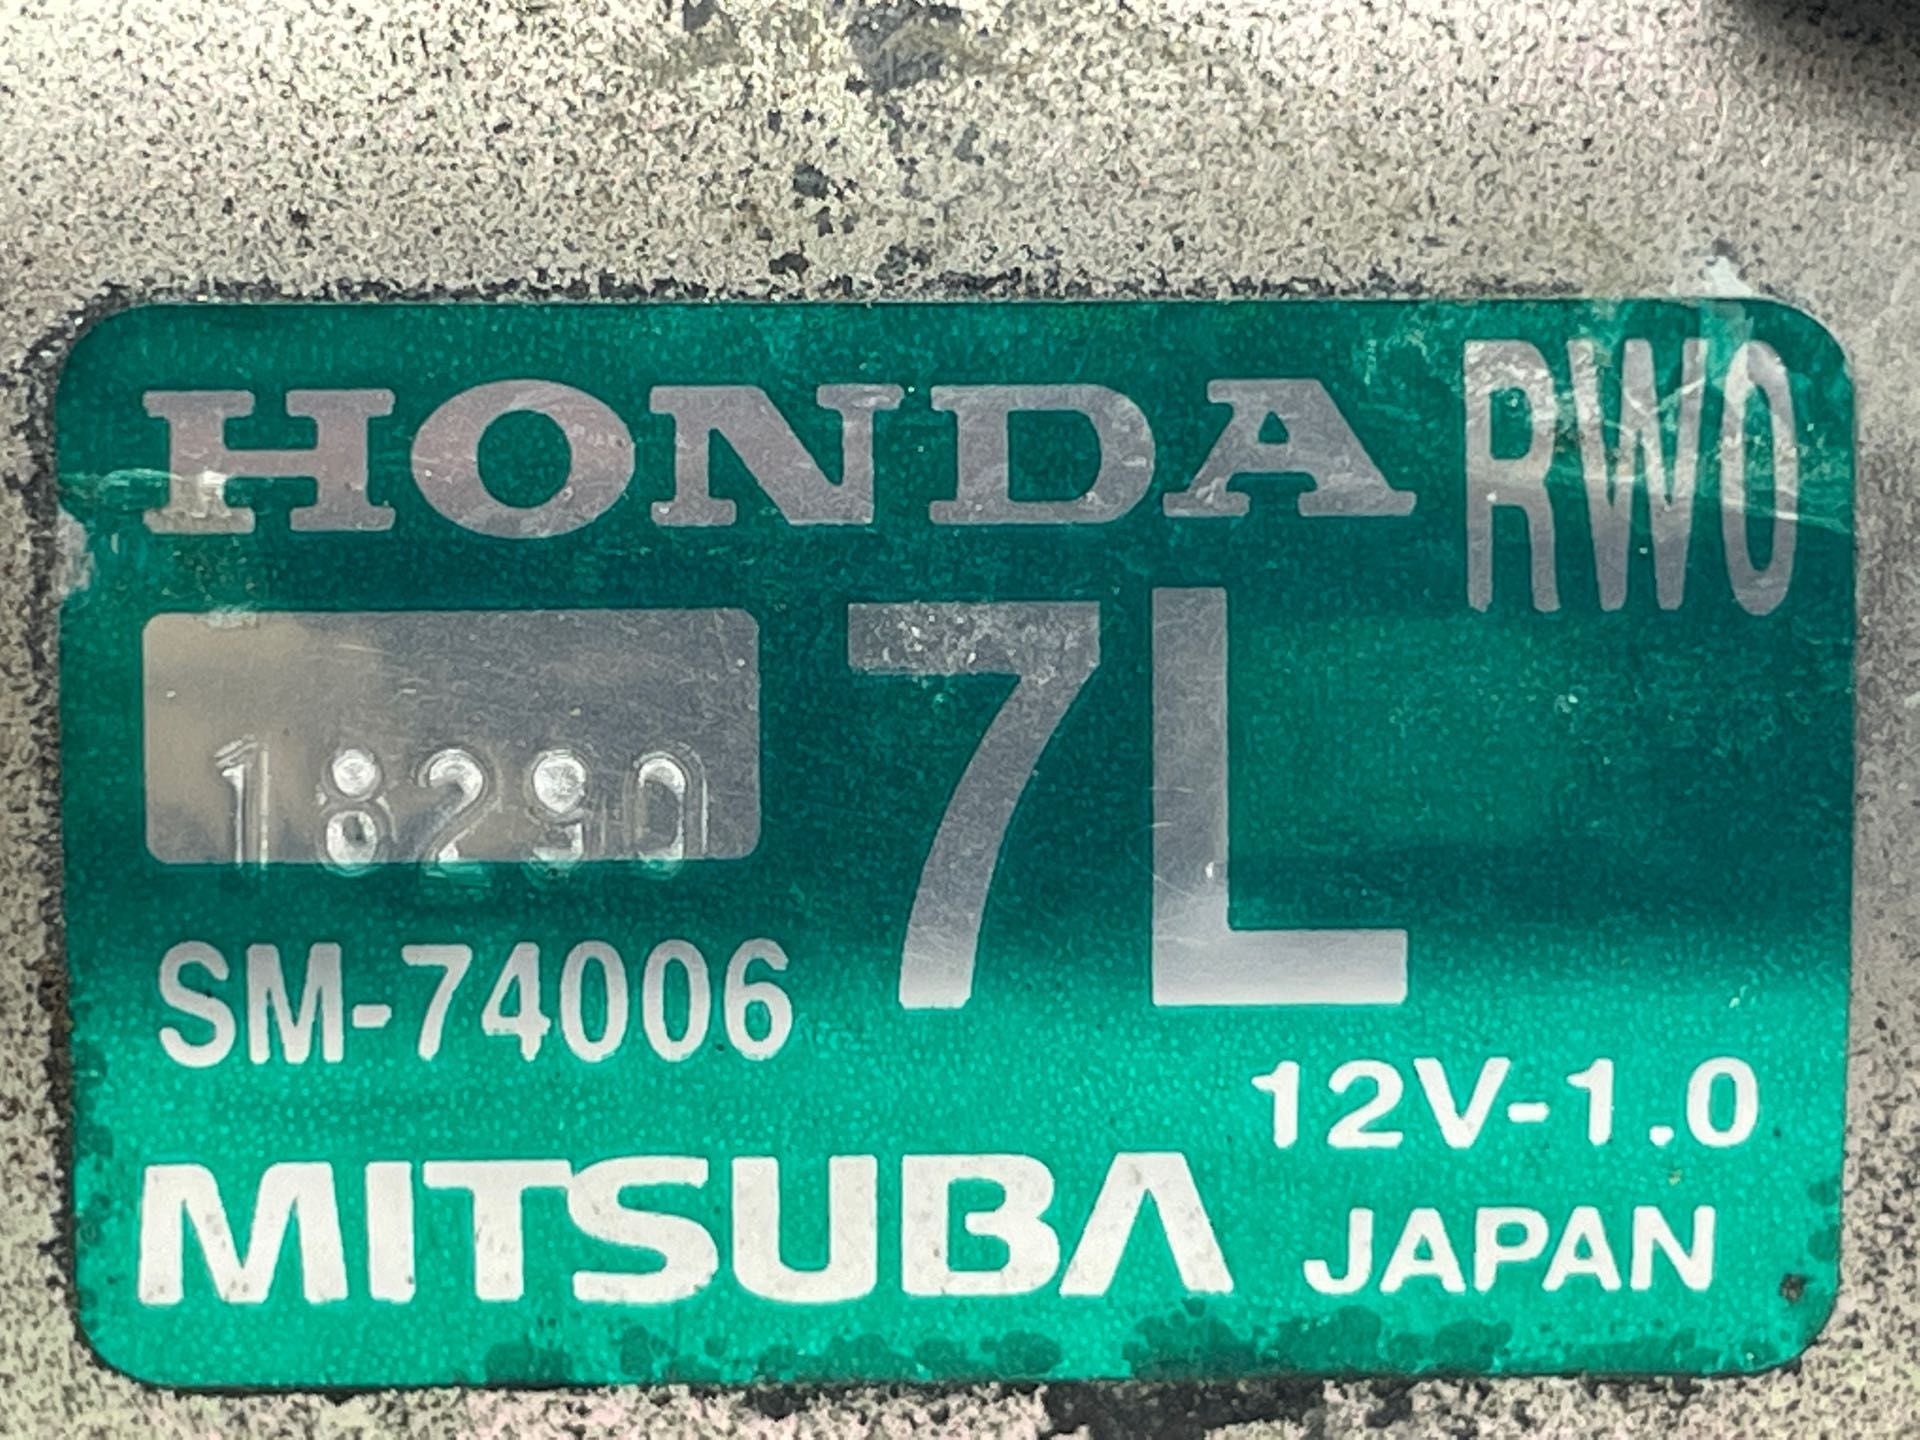 HONDA RW0
7L
18290
SM-74006
12V-1.0
MITSUBA JAPAN